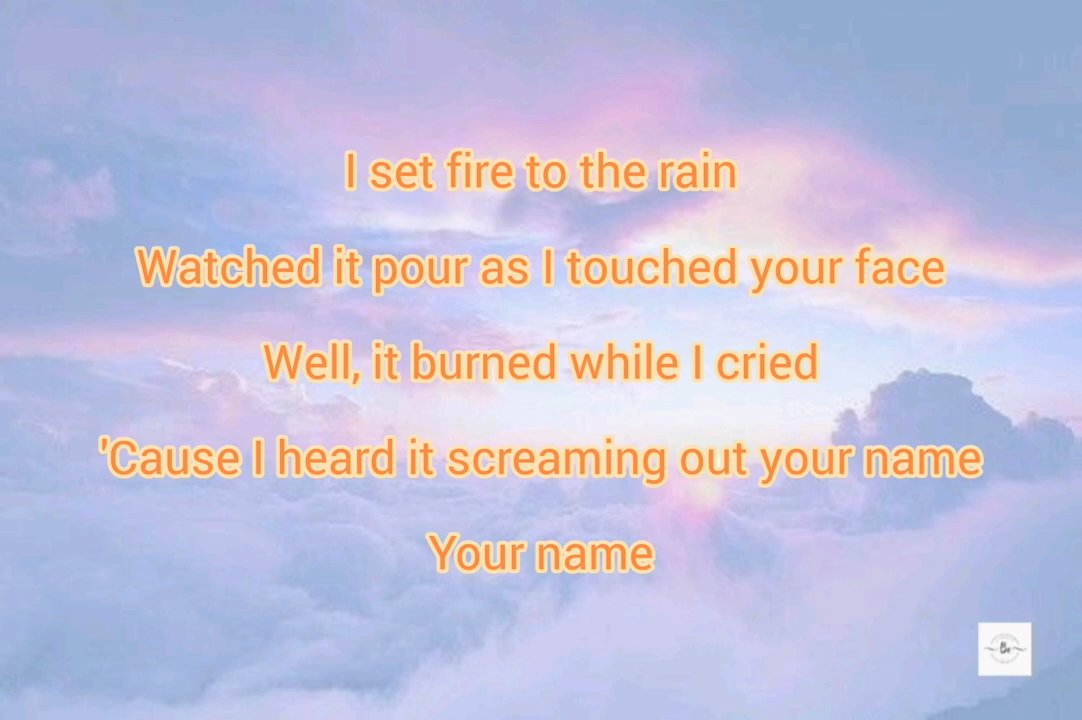 I set fire to the rain
Watched it pour as I touched your face
Well, it burned while I cried
'Cause I heard it screaming out your name
Your name